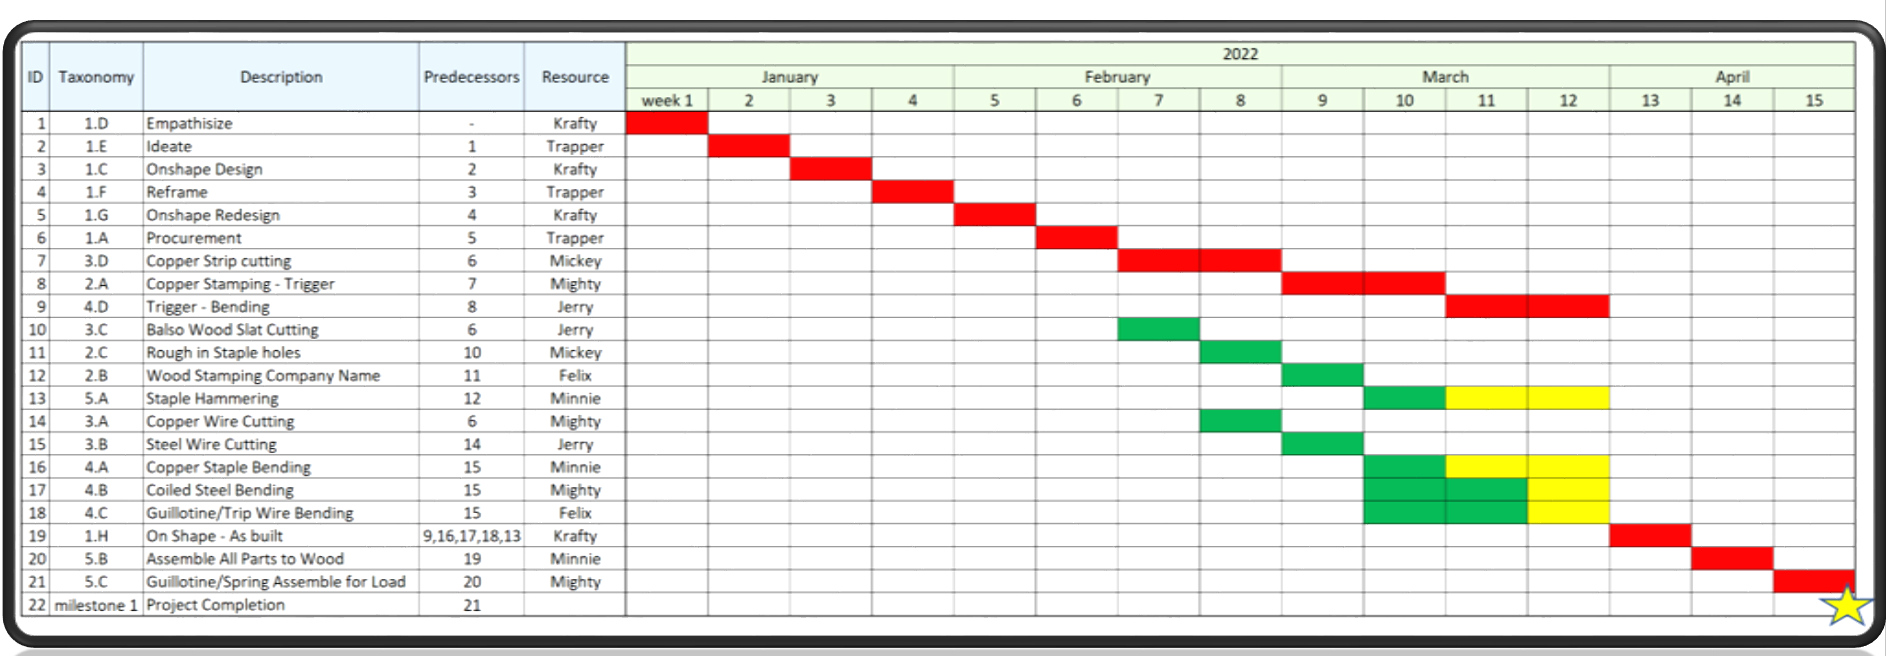 2022
ID Taxonomy Description Predecessors Resource January February March April
week 1 2 3 4 5 6 7 8 9 10 11 12 13 14 15
1 1.D Empathisize - Krafty
2 1.E Ideate 1 Trapper
3 1.C Onshape Design 2 Krafty
4 1.F Reframe 3 Trapper
5 1.G Onshape Redesign 4 Krafty
6 1.A Procurement 5 Trapper
7 3.D Copper Strip cutting 6 Mickey
8 2.A Copper Stamping - Trigger 7 Mighty
9 4.D Trigger - Bending 8 Jerry
10 3.C Balso Wood Slat Cutting 6 Jerry
11 2.C Rough in Staple holes 10 Mickey
12 2.B Wood Stamping Company Name 11 Felix
13 5.A Staple Hammering 12 Minnie
14 3.A Copper Wire Cutting 6 Mighty
15 3.B Steel Wire Cutting 14 Jerry
16 4.A Copper Staple Bending 15 Minnie
17 4.B Coiled Steel Bending 15 Mighty
18 4.C Guillotine/Trip Wire Bending 15 Felix
19 1.H On Shape - As built 9,16,17,18,13 Krafty
20 5.B Assemble All Parts to Wood 19 Minnie
21 5.C Guillotine/Spring Assemble for Load 20 Mighty
22 milestone 1 Project Completion 21